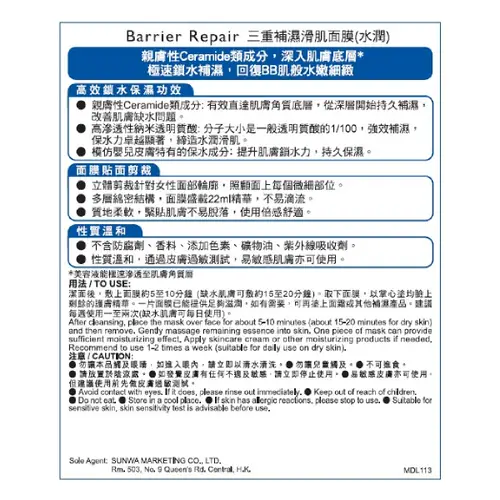 Barrier Repair 三重補濕滑肌面膜(水潤)
親膚性Ceramide類成分，深入肌膚底層*
極速鎖水補濕，回復BB肌般水嫩細緻
高效鎖水保濕功效
● 親膚性Ceramide類成分: 有效直達肌膚角質底層，從深層開始持久補濕，
改善肌膚缺水問題。
● 高滲透性納米透明質酸: 分子大小是一般透明質酸的1/100，強效補濕，
保水力卓越顯著，締造水潤滑肌。
● 模仿嬰兒皮膚特有的保水成分: 提升肌膚鎖水力，持久保濕。
面膜貼面剪裁
● 立體剪裁針對女性面部輪廓，照顧面上每個微細部位。
● 多層綿密結構，面膜盛載22ml精華，不易滴流。
● 質地柔軟，緊貼肌膚不易脫落，使用倍感舒適。
性質溫和
● 不含防腐劑、香料、添加色素、礦物油、紫外線吸收劑。
● 性質溫和，通過皮膚過敏測試，易敏感肌膚亦可使用。
*美容液能極速滲透至肌膚角質層
用法 / TO USE:
潔面後，敷上面膜約5至10分鐘 (缺水肌膚可敷約15至20分鐘)。取下面膜，以掌心塗均臉上
剩餘的護膚精華。一片面膜已能提供足夠滋潤，如有需要，可再塗上面霜或其他補濕產品。建議
每週使用一至兩次(缺水肌膚可每日使用)。
After cleansing, place the mask over face for about 5-10 minutes (about 15-20 minutes for dry skin)
and then remove. Gently massage remaining essence into skin. One piece of mask can provide
sufficient moisturizing effect, Apply skincare cream or other moisturizing products if needed.
Recommend to use 1-2 times a week (suitable for daily use on dry skin).
注意 / CAUTION:
● 勿讓本品觸及眼睛，如進入眼內，請立即以清水清洗。● 勿讓兒童觸及。● 不可進食。
● 請放置於陰涼處。● 如發覺皮膚有任何不適及敏感，請立即停止使用。● 易敏感皮膚亦可使用，
但建議使用前先做皮膚過敏測試。
● Avoid contact with eyes. If it does, please rinse out immediately. ● Keep out of reach of children.
● Do not eat. ● Store in a cool place. ● If skin has allergic reactions, please stop to use. ● Suitable for
sensitive skin, skin sensitivity test is advisable before use.
Sole Agent: SUNWA MARKETING CO., LTD.
Rm. 503, No. 9 Queen's Rd. Central, H.K.
MDL113